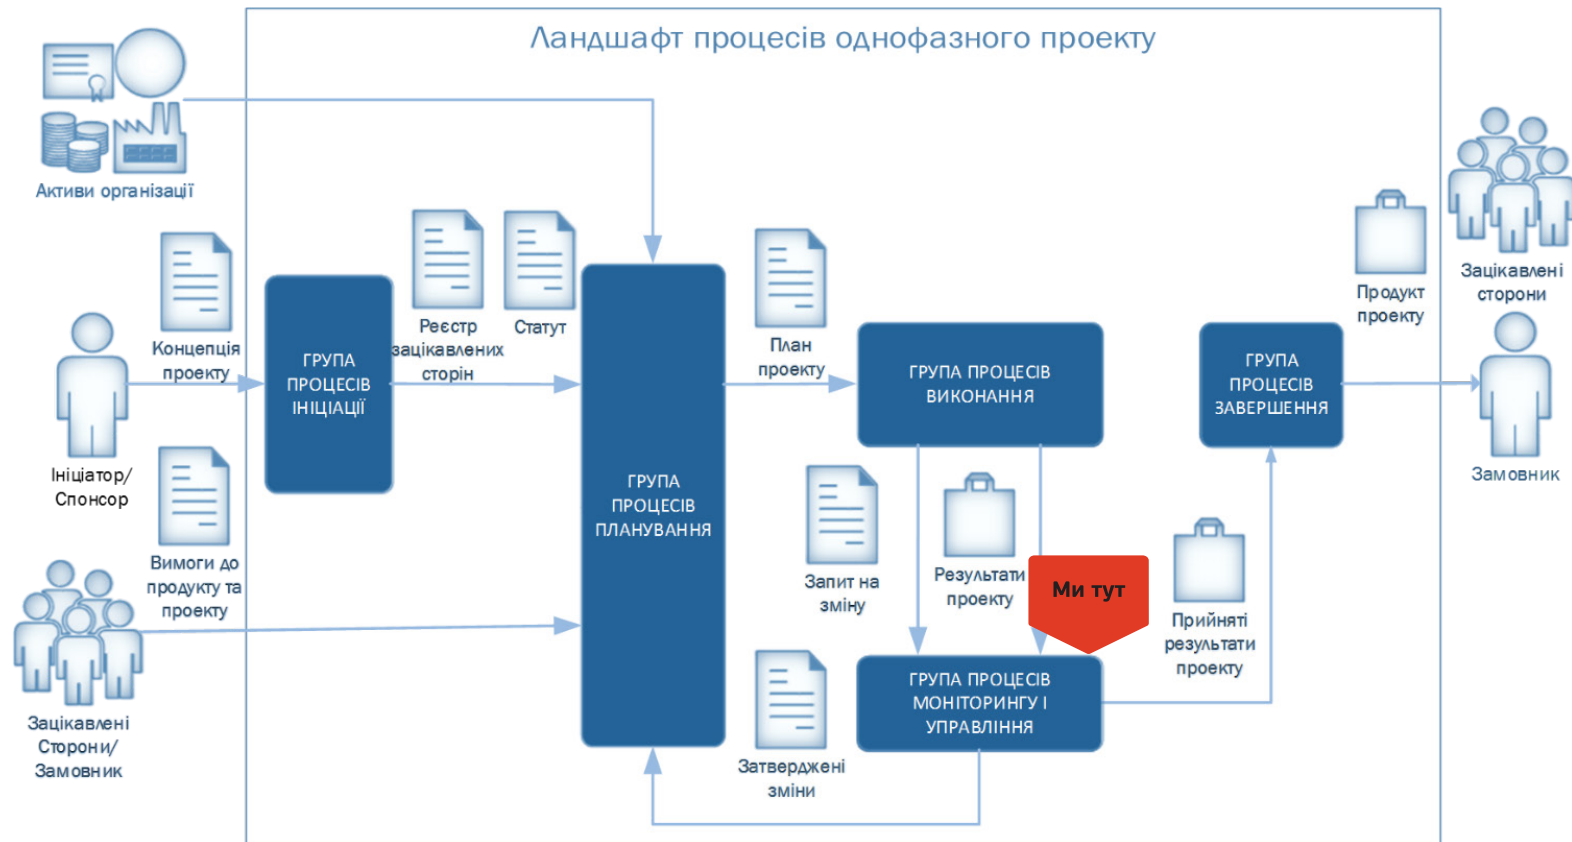 Ландшафт процесів однофазного проекту
Активи організації
Концепція
проекту
Ініціатор/
Спонсор
Вимоги до
продукту та
проекту
Зацікавлені
Сторони/
Замовник
ГРУПА
ПРОЦЕСІВ
ІНІЦІАЦІЇ
Реєстр
зацікавлених
сторін
Статут
ГРУПА
ПРОЦЕСІВ
ПЛАНУВАННЯ
План
проекту
ГРУПА ПРОЦЕСІВ
ВИКОНАННЯ
Запит на
зміну
Результати
проекту
Ми тут
ГРУПА ПРОЦЕСІВ
МОНІТОРИНГУ І
УПРАВЛІННЯ
Затверджені
зміни
Прийняті
результати
проекту
ГРУПА
ПРОЦЕСІВ
ЗАВЕРШЕННЯ
Продукт
проекту
Зацікавлені
сторони
Замовник